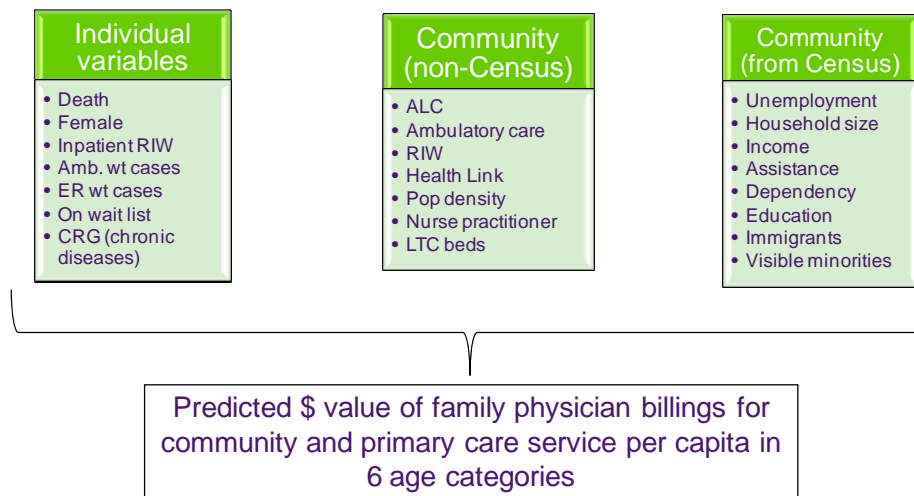 Individual
variables
• Death
• Female
• Inpatient RIW
• Amb. wt cases
• ER wt cases
• On wait list
• CRG (chronic
diseases)
Community
(non-Census)
• ALC
• Ambulatory care
• RIW
• Health Link
• Pop density
• Nurse practitioner
• LTC beds
Community
(from Census)
• Unemployment
• Household size
• Income
• Assistance
• Dependency
• Education
• Immigrants
• Visible minorities
Predicted $ value of family physician billings for
community and primary care service per capita in
6 age categories